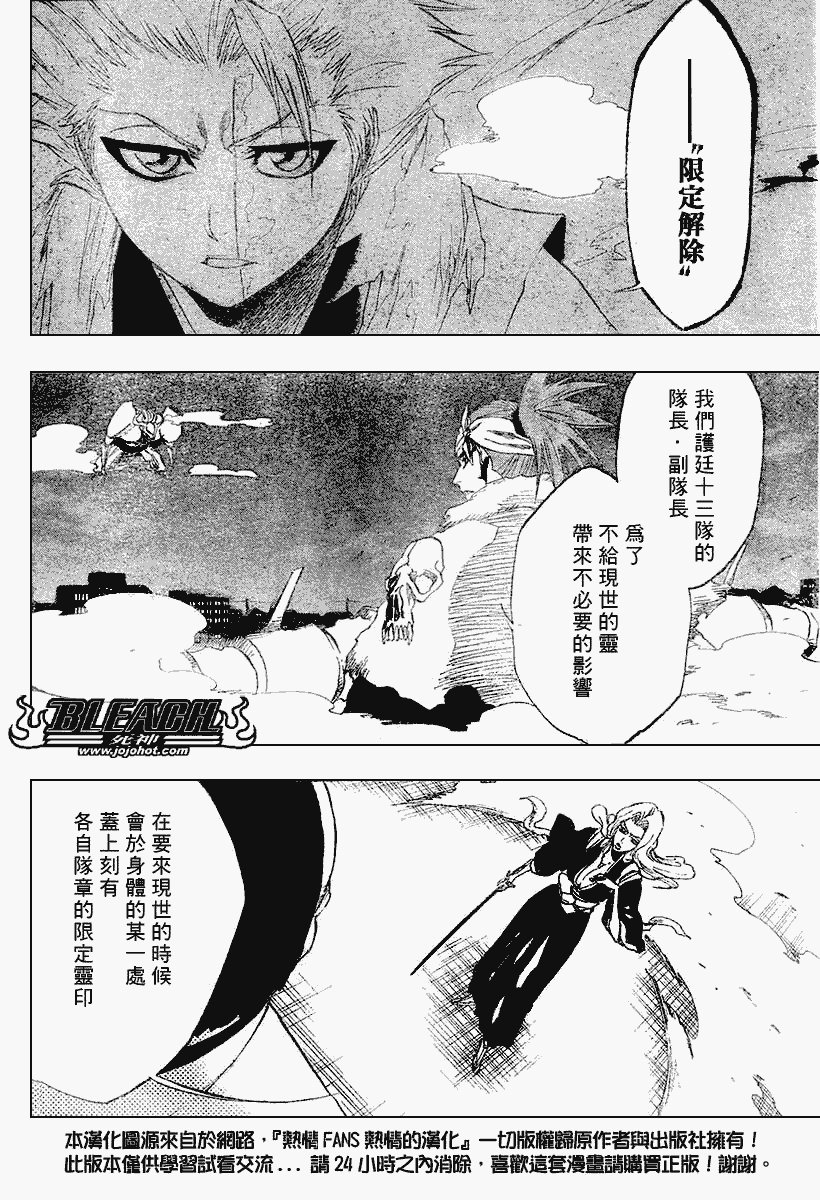 ——“限定解除“
我們護廷十三隊的
隊長．副隊長
為了
不給現世的靈
帶來不必要的影響
BLEACH
死神
www.jojohot.com
在要來現世的時候
會於身體的某一處
蓋上刻有
各自隊章的限定靈印
本漢化圖源來自於網路，『熱情 FANS 熱情的漢化』一切版權歸原作者與出版社擁有！
此版本僅供學習試看交流... 請 24 小時之內消除，喜歡這套漫畫請購買正版！謝謝。